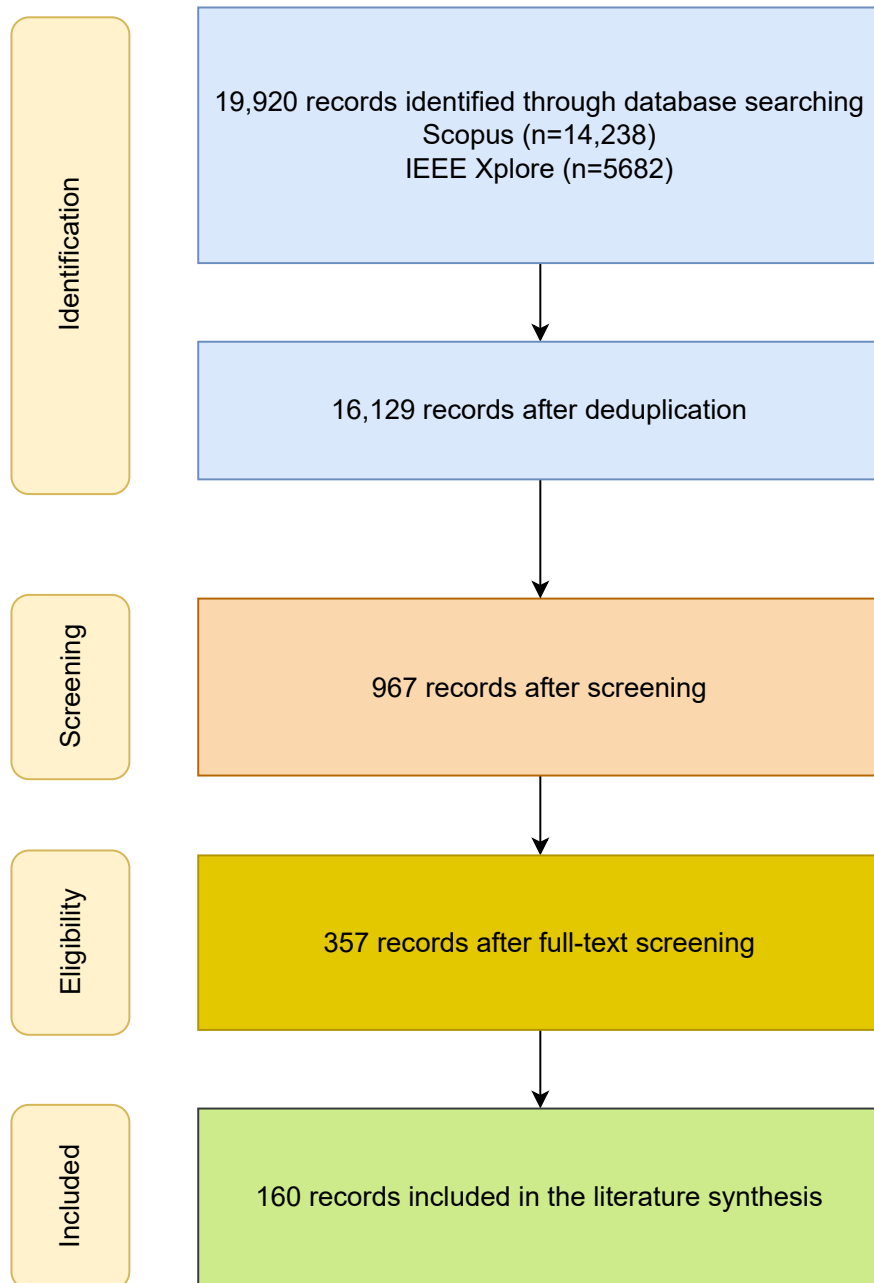 Identification
19,920 records identified through database searching
Scopus (n=14,238)
IEEE Xplore (n=5682)
16,129 records after deduplication
Screening
967 records after screening
Eligibility
357 records after full-text screening
Included
160 records included in the literature synthesis